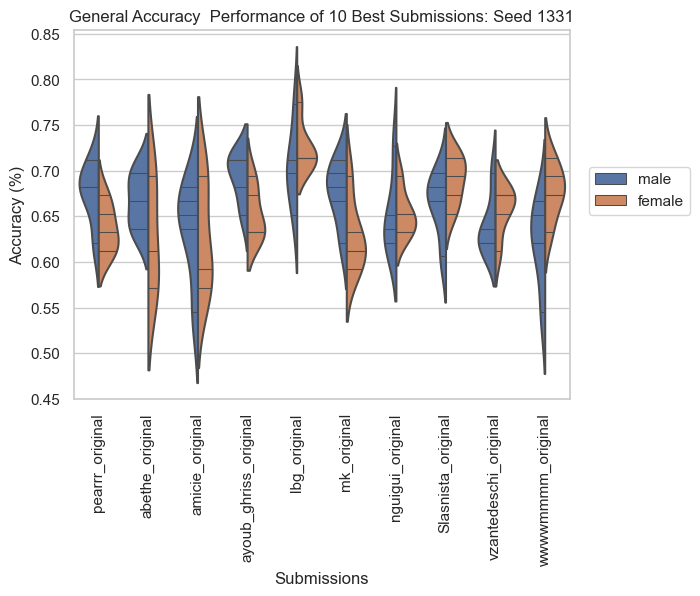 General Accuracy  Performance of 10 Best Submissions: Seed 1331
0.85
0.80
0.75
0.70
0.65
0.60
0.55
0.50
0.45
Accuracy (%)
male
female
pearrr_original
abethe_original
amicie_original
ayoub_ghriss_original
lbg_original
mk_original
nguigui_original
Slasnista_original
vzantedeschi_original
wwwwmmmm_original
Submissions